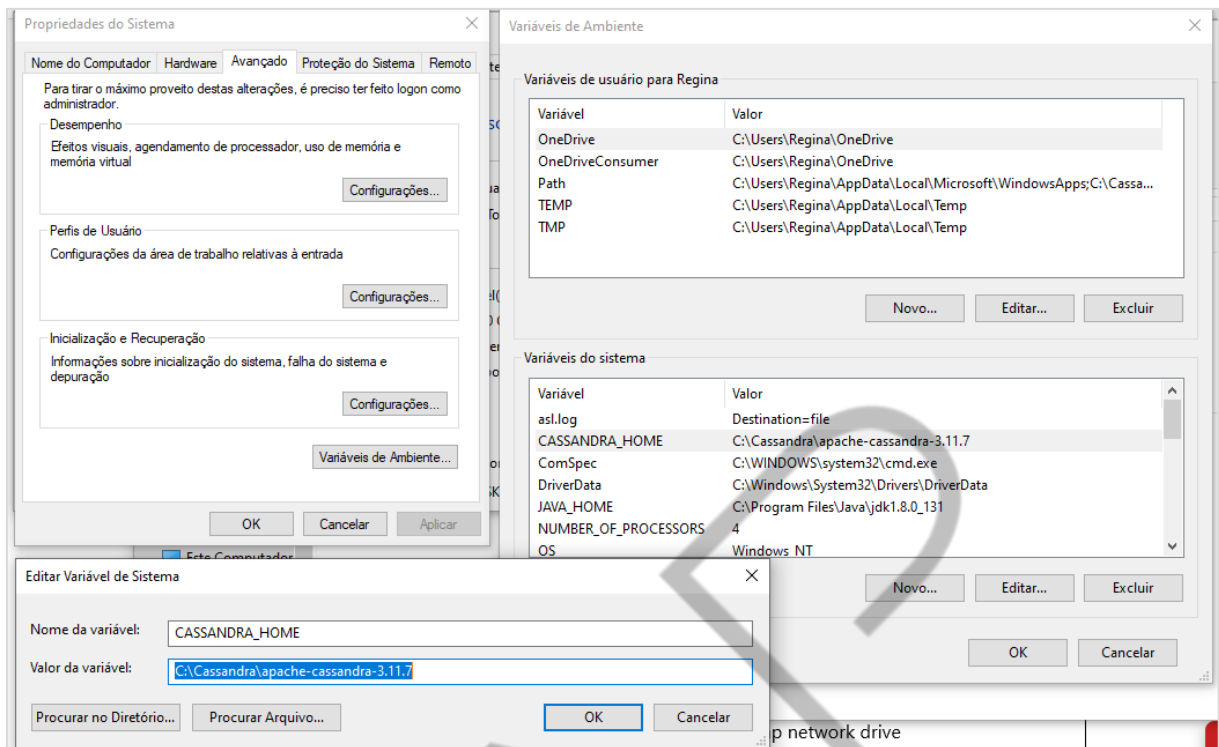 Propriedades do Sistema
Nome do Computador Hardware Avançado Proteção do Sistema Remoto
Para tirar o máximo proveito destas alterações, é preciso ter feito logon como
administrador.
Desempenho
Efeitos visuais, agendamento de processador, uso de memória e
memória virtual
Configurações...
Perfis de Usuário
Configurações da área de trabalho relativas à entrada
Configurações...
Inicialização e Recuperação
Informações sobre inicialização do sistema, falha do sistema e
depuração
Configurações...
Variáveis de Ambiente...
OK Cancelar Aplicar
Este Computador
Variáveis de Ambiente
Variáveis de usuário para Regina
Variável Valor
OneDrive C:\Users\Regina\OneDrive
OneDriveConsumer C:\Users\Regina\OneDrive
Path C:\Users\Regina\AppData\Local\Microsoft\WindowsApps;C:\Cassa...
TEMP C:\Users\Regina\AppData\Local\Temp
TMP C:\Users\Regina\AppData\Local\Temp
Novo... Editar... Excluir
Variáveis do sistema
Variável Valor
asl.log Destination=file
CASSANDRA_HOME C:\Cassandra\apache-cassandra-3.11.7
ComSpec C:\WINDOWS\system32\cmd.exe
DriverData C:\Windows\System32\Drivers\DriverData
JAVA_HOME C:\Program Files\Java\jdk1.8.0_131
NUMBER_OF_PROCESSORS 4
OS Windows_NT
Novo... Editar... Excluir
OK Cancelar
Editar Variável de Sistema
Nome da variável: CASSANDRA_HOME
Valor da variável: C:\Cassandra\apache-cassandra-3.11.7
Procurar no Diretório... Procurar Arquivo... OK Cancelar
network drive